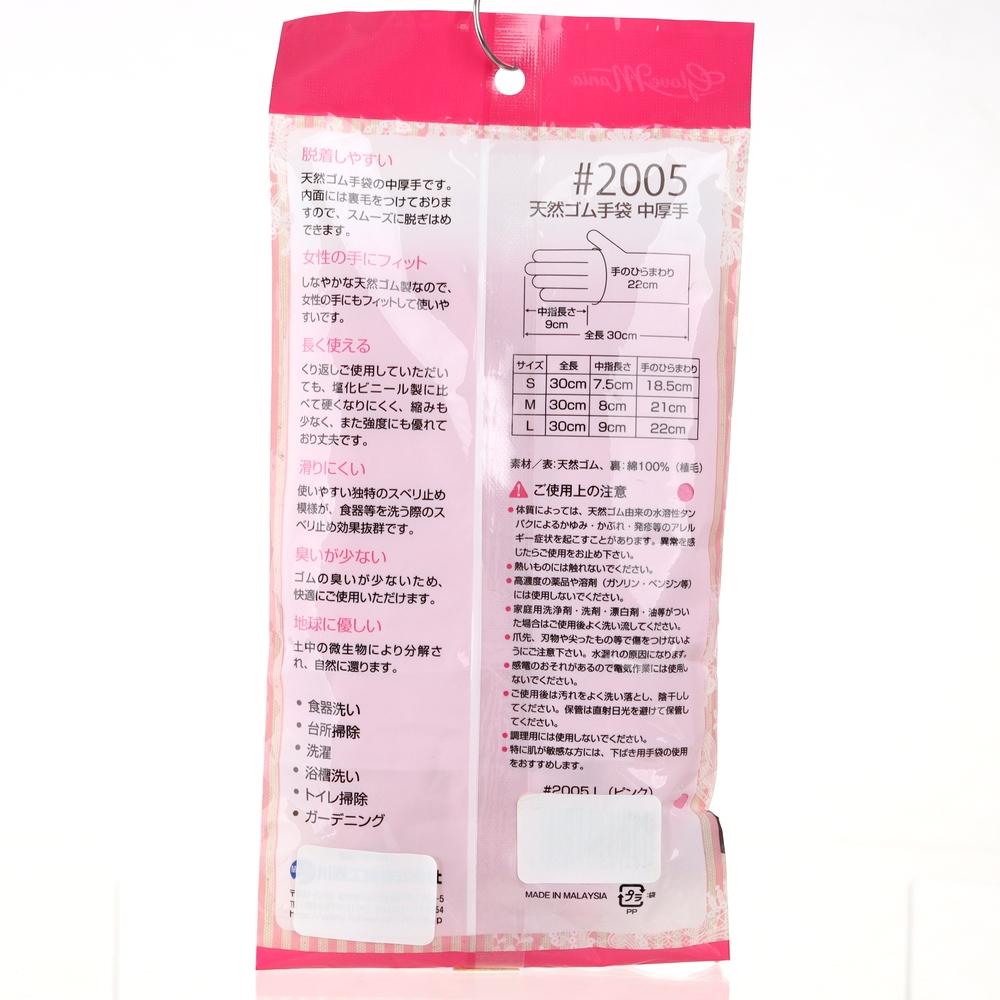 Glove Mania
脱着しやすい
天然ゴム手袋の中厚手です。
内面には裏毛をつけておりま
すので、スムーズに脱ぎはめ
できます。
女性の手にフィット
しなやかな天然ゴム製なので、
女性の手にもフィットして使いや
すいです。
長く使える
くり返しご使用していただい
ても、塩化ビニール製に比
べて硬くなりにくく、縮みも
少なく、また強度にも優れて
おり丈夫です。
滑りにくい
使いやすい独特のスベリ止め
模様が、食器等を洗う際のス
ベリ止め効果抜群です。
臭いが少ない
ゴムの臭いが少ないため、
快適にご使用いただけます。
地球に優しい
土中の微生物により分解さ
れ、自然に還ります。
• 食器洗い
• 台所掃除
• 洗濯
• 浴槽洗い
• トイレ掃除
• ガーデニング
社
〒
-5
54
#2005
天然ゴム手袋 中厚手
手のひらまわり
22cm
中指長さ
9cm
全長 30cm
サイズ 全長 中指長さ 手のひらまわり
S 30cm 7.5cm 18.5cm
M 30cm 8cm 21cm
L 30cm 9cm 22cm
素材/表:天然ゴム、裏:綿100%(植毛)
ご使用上の注意
●体質によっては、天然ゴム由来の水溶性タン
パクによるかゆみ・かぶれ・発疹等のアレル
ギー症状を起こすことがあります。異常を感
じたらご使用をお止め下さい。
●熱いものには触れないでください。
●高濃度の薬品や溶剤(ガソリン・ベンジン等)
には使用しないでください。
●家庭用洗浄剤・洗剤・漂白剤・油等がつい
た場合はご使用後よく洗い流してください。
●爪先、刃物や尖ったもの等で傷をつけないよ
うにご注意下さい。水漏れの原因になります。
●感電のおそれがあるので電気作業には使用し
ないでください。
●ご使用後は汚れをよく洗い落とし、陰干しし
てください。保管は直射日光を避けて保管し
てください。
●調理用には使用しないでください。
●特に肌が敏感な方には、下ばき用手袋の使用
をおすすめします。
#2005 L (ピンク)
MADE IN MALAYSIA プラ 袋
PP